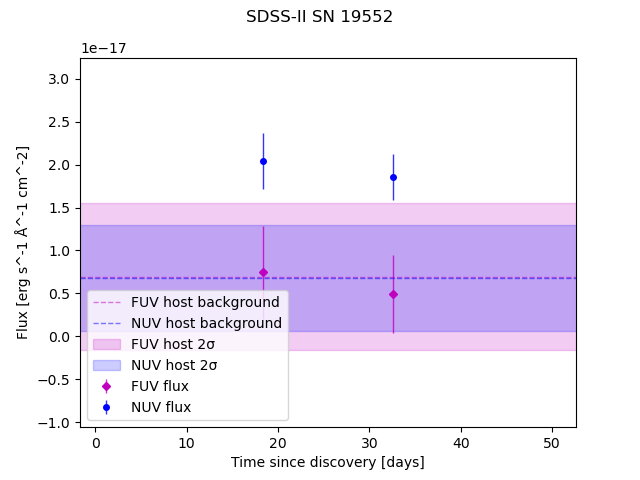 SDSS-II SN 19552
1e−17
3.0
2.5
2.0
1.5
1.0
0.5
0.0
−0.5
−1.0
Flux [erg s^-1 Å^-1 cm^-2]
FUV host background
NUV host background
FUV host 2σ
NUV host 2σ
FUV flux
NUV flux
0 10 20 30 40 50
Time since discovery [days]